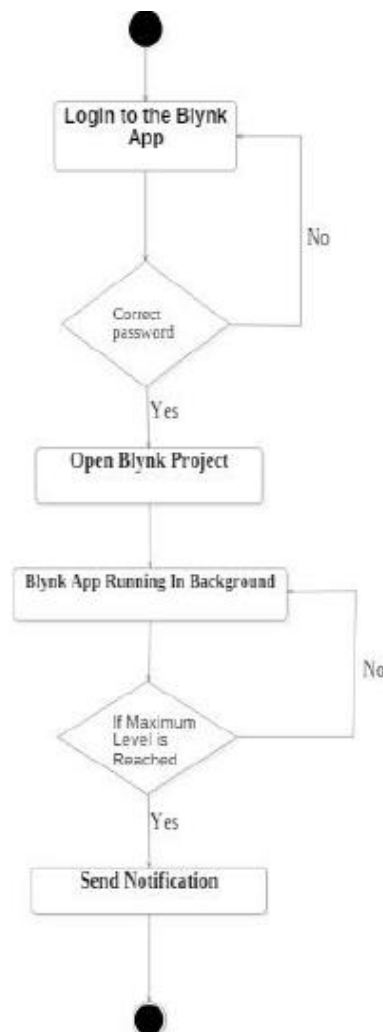 Login to the Blynk
App
No
Correct
password
Yes
Open Blynk Project
Blynk App Running In Background
No
If Maximum
Level is
Reached
Yes
Send Notification